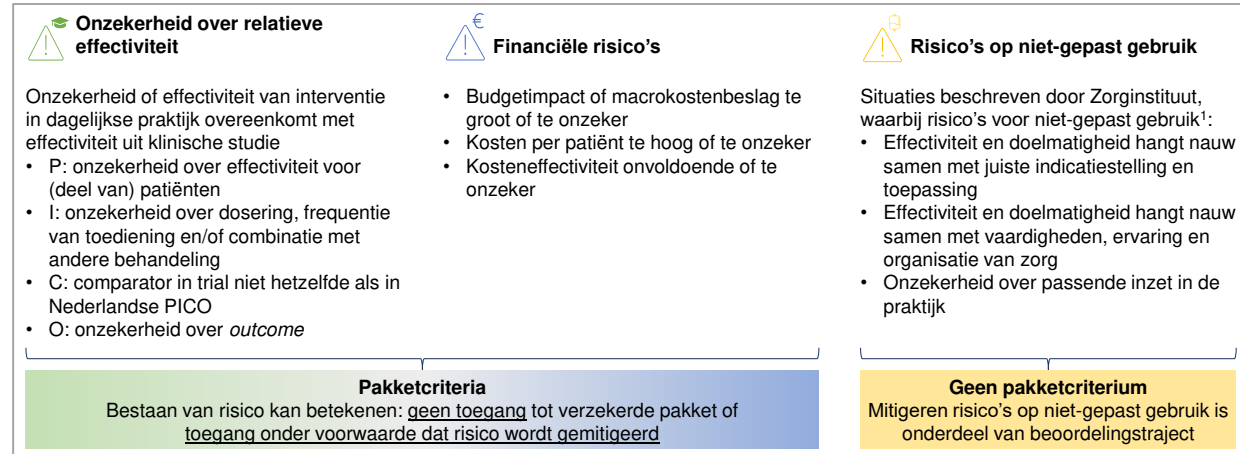 Onzekerheid over relatieve
effectiviteit
Onzekerheid of effectiviteit van interventie
in dagelijkse praktijk overeenkomt met
effectiviteit uit klinische studie
• P: onzekerheid over effectiviteit voor
(deel van) patiënten
• I: onzekerheid over dosering, frequentie
van toediening en/of combinatie met
andere behandeling
• C: comparator in trial niet hetzelfde als in
Nederlandse PICO
• O: onzekerheid over outcome
€
Financiële risico's
• Budgetimpact of macrokostenbeslag te
groot of te onzeker
• Kosten per patiënt te hoog of te onzeker
• Kosteneffectiviteit onvoldoende of te
onzeker
Risico's op niet-gepast gebruik
Situaties beschreven door Zorginstituut,
waarbij risico's voor niet-gepast gebruik¹:
• Effectiviteit en doelmatigheid hangt nauw
samen met juiste indicatiestelling en
toepassing
• Effectiviteit en doelmatigheid hangt nauw
samen met vaardigheden, ervaring en
organisatie van zorg
• Onzekerheid over passende inzet in de
praktijk
Pakketcriteria
Bestaan van risico kan betekenen: geen toegang tot verzekerde pakket of
toegang onder voorwaarde dat risico wordt gemitigeerd
Geen pakketcriterium
Mitigeren risico's op niet-gepast gebruik is
onderdeel van beoordelingstraject